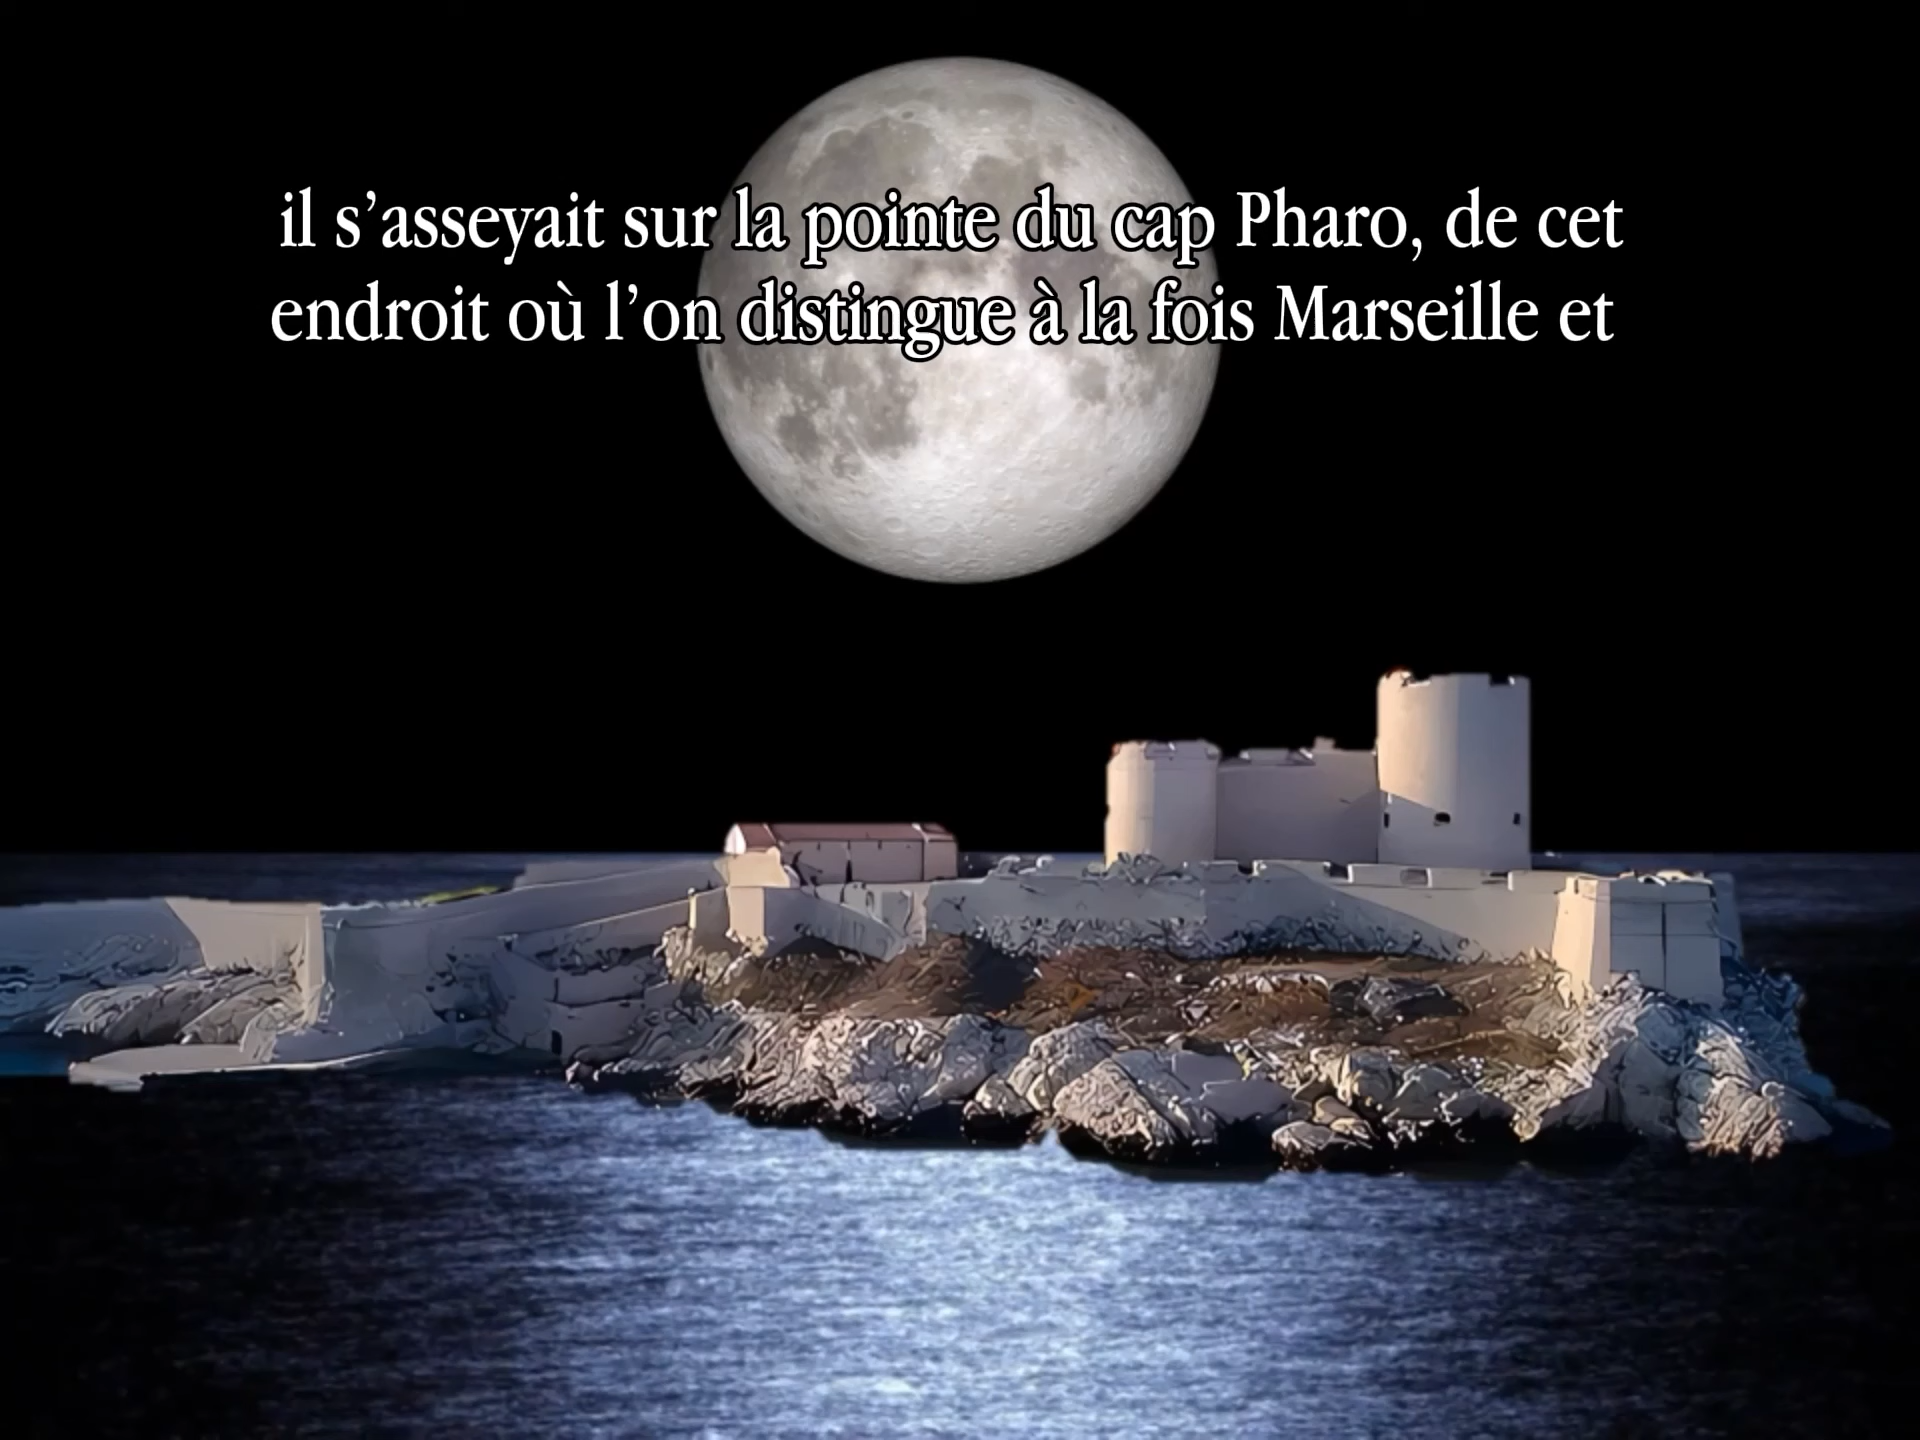 il s’asseyait sur la pointe du cap Pharo, de cet
endroit où l’on distingue à la fois Marseille et